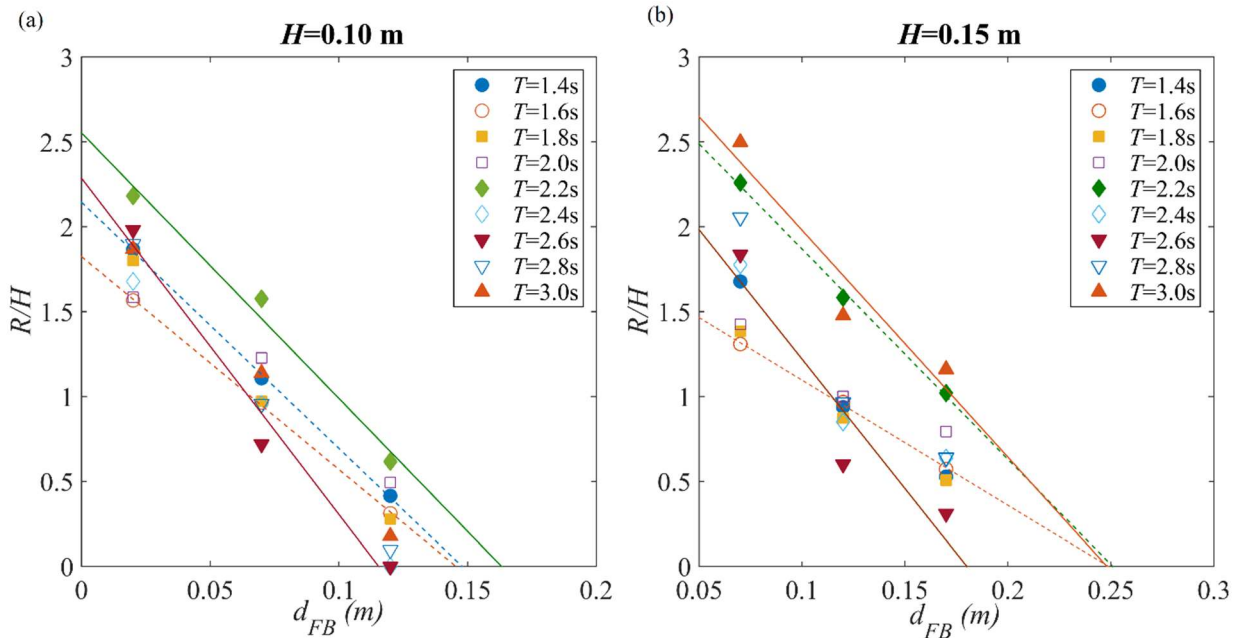 (a)
H=0.10 m
3
2.5
2
1.5
1
0.5
0
R/H
0
0.05
0.1
0.15
0.2
d_FB (m)
T=1.4s
T=1.6s
T=1.8s
T=2.0s
T=2.2s
T=2.4s
T=2.6s
T=2.8s
T=3.0s
(b)
H=0.15 m
3
2.5
2
1.5
1
0.5
0
R/H
0.05
0.1
0.15
0.2
0.25
0.3
d_FB (m)
T=1.4s
T=1.6s
T=1.8s
T=2.0s
T=2.2s
T=2.4s
T=2.6s
T=2.8s
T=3.0s